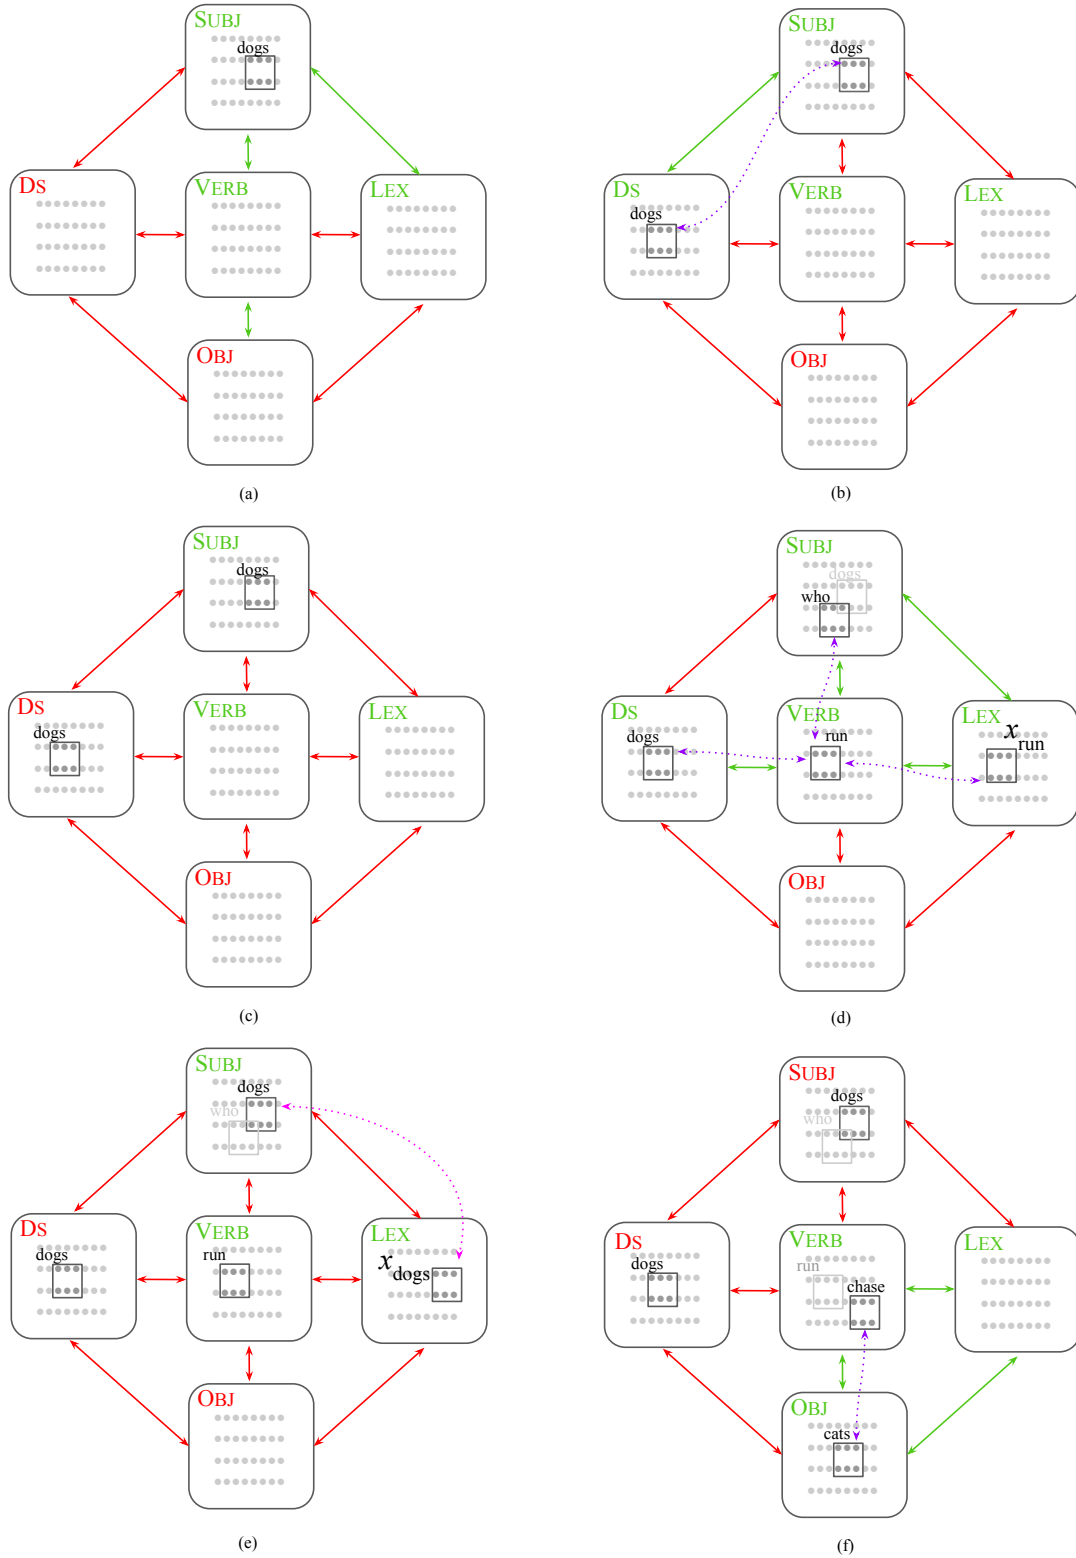 SUBJ
dogs
DS
VERB
LEX
OBJ
(a)
SUBJ
dogs
DS
dogs
VERB
LEX
OBJ
(b)
SUBJ
dogs
DS
dogs
VERB
LEX
OBJ
(c)
SUBJ
dogs
who
DS
dogs
VERB
run
LEX
x run
OBJ
(d)
SUBJ
dogs
who
DS
dogs
VERB
run
LEX
x dogs
OBJ
(e)
SUBJ
dogs
who
DS
dogs
VERB
run
chase
LEX
OBJ
cats
(f)